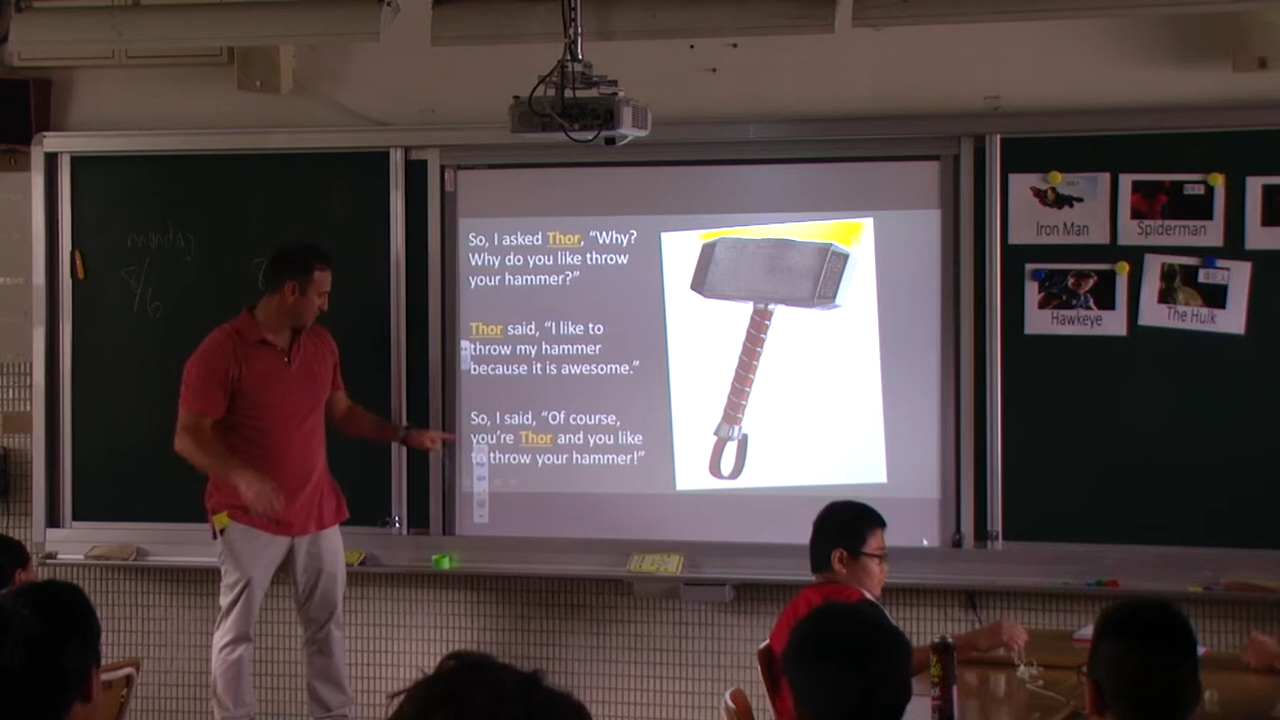 monday
8/6
So, I asked Thor, “Why?
Why do you like throw
your hammer?”
Thor said, “I like to
throw my hammer
because it is awesome.”
So, I said, “Of course,
you’re Thor and you like
to throw your hammer!”
Iron Man
Spiderman
Hawkeye
The Hulk